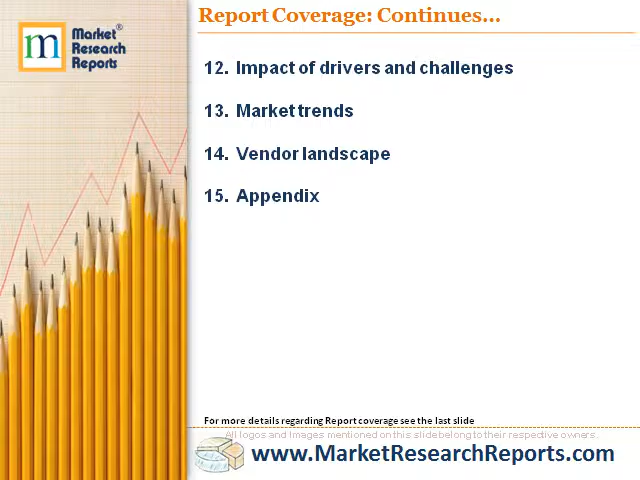 Report Coverage: Continues...
m Market®
Research
Reports
12. Impact of drivers and challenges
13. Market trends
14. Vendor landscape
15. Appendix
For more details regarding Report coverage see the last slide
All logos and Images mentioned on this slide belong to their respective owners.
www.MarketResearchReports.com